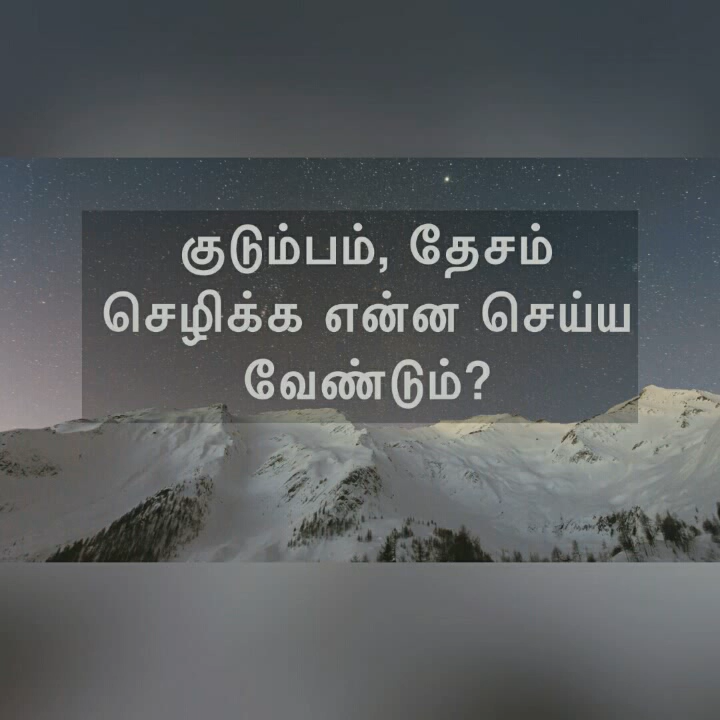 குடும்பம், தேசம்
செழிக்க என்ன செய்ய
வேண்டும்?